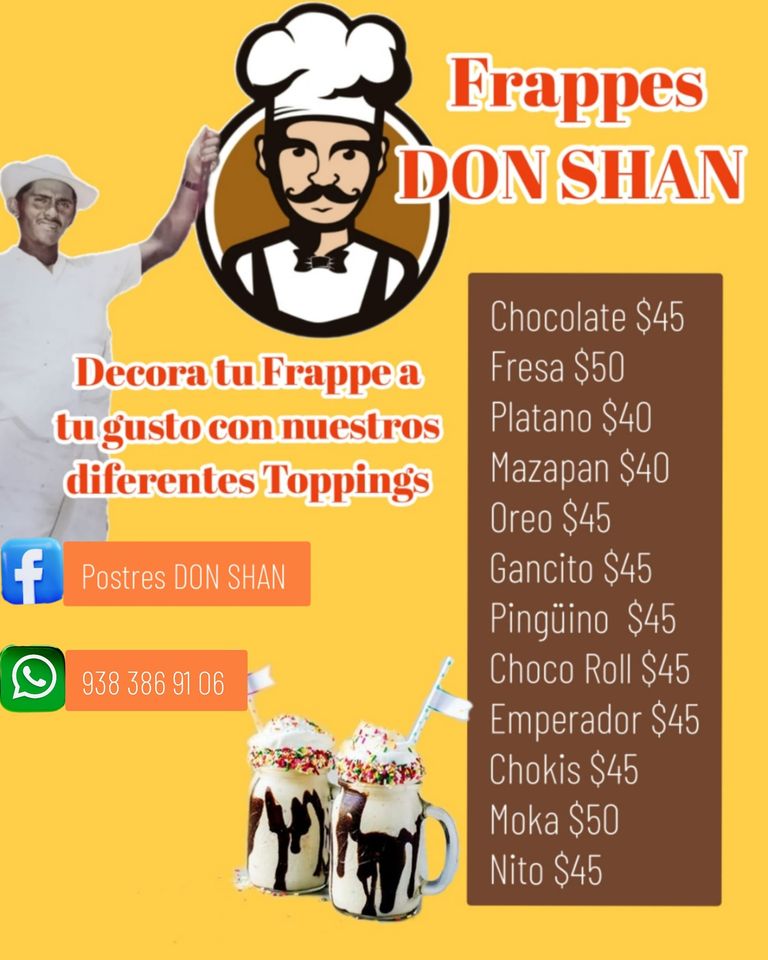 Frappes
DON SHAN
Decora tu Frappe a
tu gusto con nuestros
diferentes Toppings
Postres DON SHAN
938 386 91 06
Chocolate $45
Fresa $50
Platano $40
Mazapan $40
Oreo $45
Gancito $45
Pingüino $45
Choco Roll $45
Emperador $45
Chokis $45
Moka $50
Nito $45